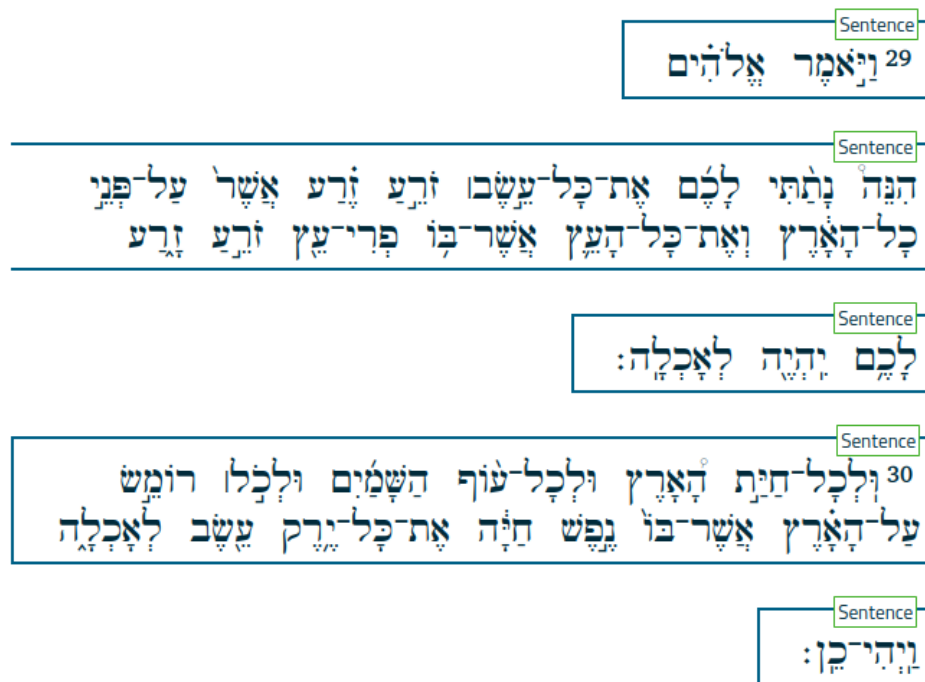 Sentence
29 וַיֹּ֣אמֶר אֱלֹהִ֗ים
Sentence
הִנֵּה֩ נָתַ֨תִּי לָכֶ֜ם אֶת־כָּל־עֵ֣שֶׂב׀ זֹרֵ֣עַ זֶ֗רַע אֲשֶׁר֙ עַל־פְּנֵ֣י
כָל־הָאָ֔רֶץ וְאֶת־כָּל־הָעֵ֛ץ אֲשֶׁר־בּ֥וֹ פְרִי־עֵ֖ץ זֹרֵ֣עַ זָ֑רַע
Sentence
לָכֶ֥ם יִֽהְיֶ֖ה לְאָכְלָֽה׃
Sentence
30 וּֽלְכָל־חַיַּ֣ת הָ֠אָרֶץ וּלְכָל־ע֨וֹף הַשָּׁמַ֜יִם וּלְכֹ֣ל׀ רוֹמֵ֣שׂ
עַל־הָאָ֗רֶץ אֲשֶׁר־בּוֹ֙ נֶ֣פֶשׁ חַיָּ֔ה אֶת־כָּל־יֶ֥רֶק עֵ֖שֶׂב לְאָכְלָ֑ה
Sentence
וַֽיְהִי־כֵֽן׃